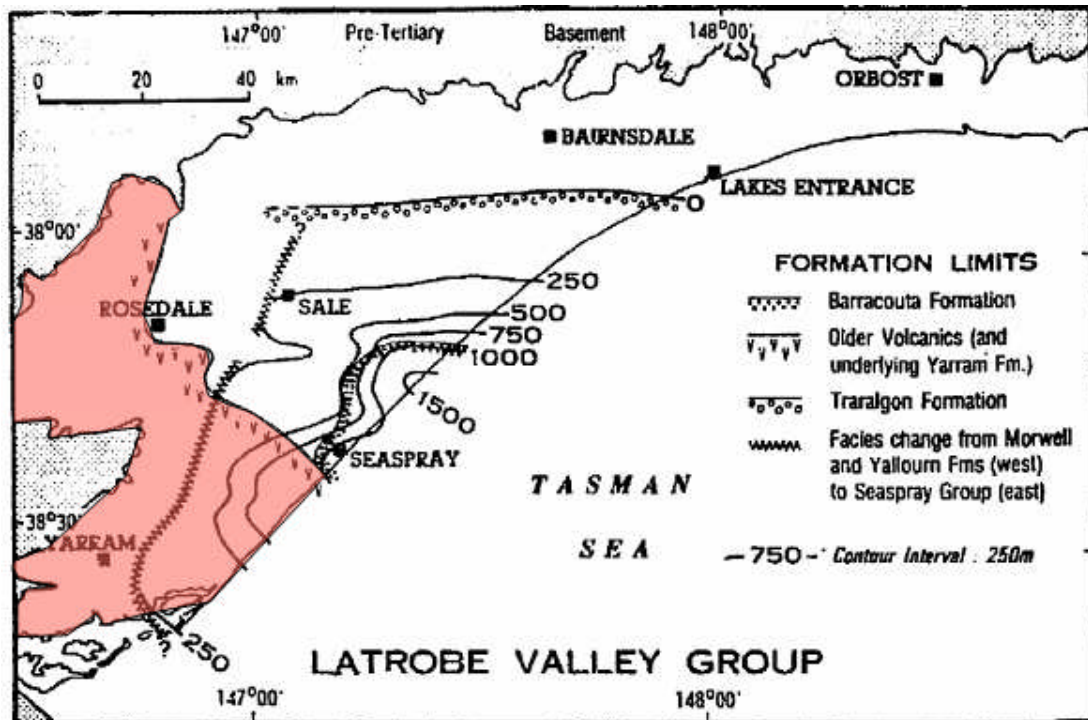 147°00'
Pre-Tertiary
Basement
148°00'
0 20 40 km
ORBOST
BAIRNSDALE
LAKES ENTRANCE
0
38°00'
FORMATION LIMITS
250
ROSEDALE
SALE
Barracouta Formation
500
750
Older Volcanics (and
underlying Yarram Fm.)
1000
1500
Traralgon Formation
SEASPRAY
Facies change from Morwell
and Yallourn Fms (west)
to Seaspray Group (east)
TASMAN
SEA
38°30'
YARRAM
750 Contour Interval : 250m
250
LATROBE VALLEY GROUP
147°00'
148°00'